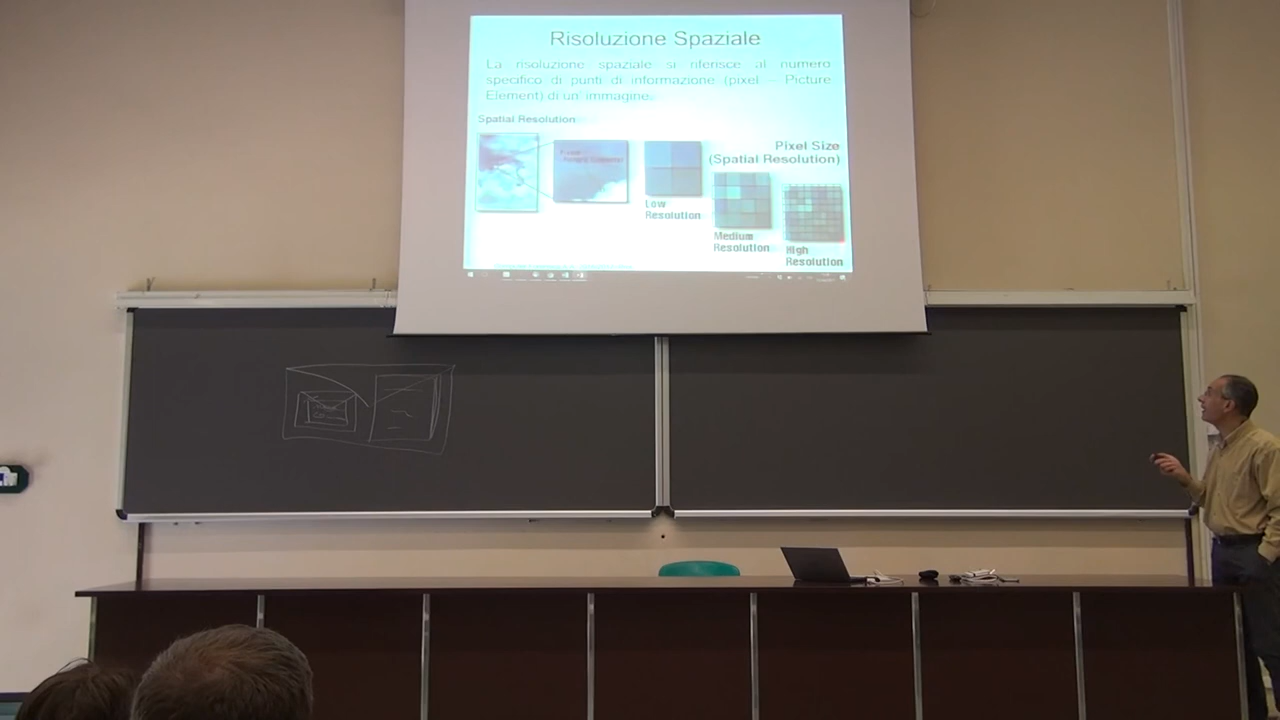 Risoluzione Spaziale
La risoluzione spaziale si riferisce al numero
specifico di punti di informazione (pixel – Picture
Element) di un' immagine.
Spatial Resolution
Pixel Size
(Spatial Resolution)
Low
Resolution
Medium
Resolution
High
Resolution